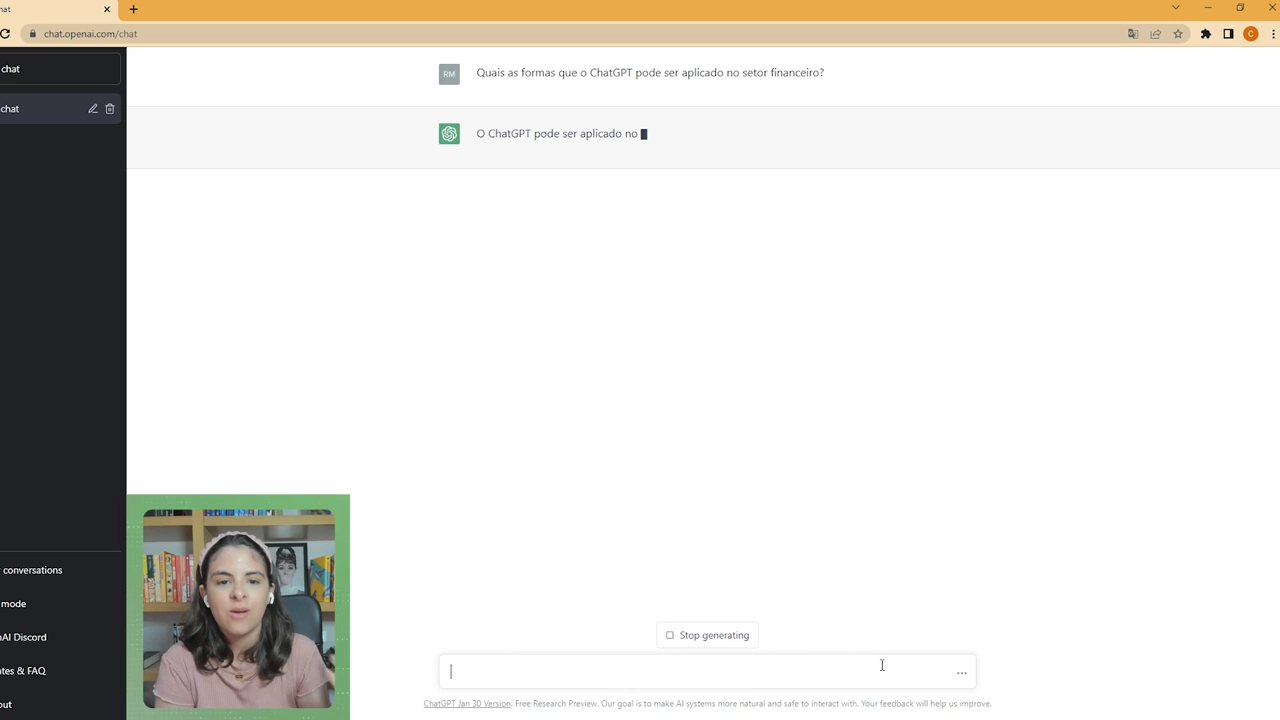 hat
chat.openai.com/chat
C
chat
chat
RM
Quais as formas que o ChatGPT pode ser aplicado no setor financeiro?
O ChatGPT pode ser aplicado no
conversations
mode
AI Discord
tes & FAQ
out
Stop generating
ChatGPT Jan 30 Version. Free Research Preview. Our goal is to make AI systems more natural and safe to interact with. Your feedback will help us improve.